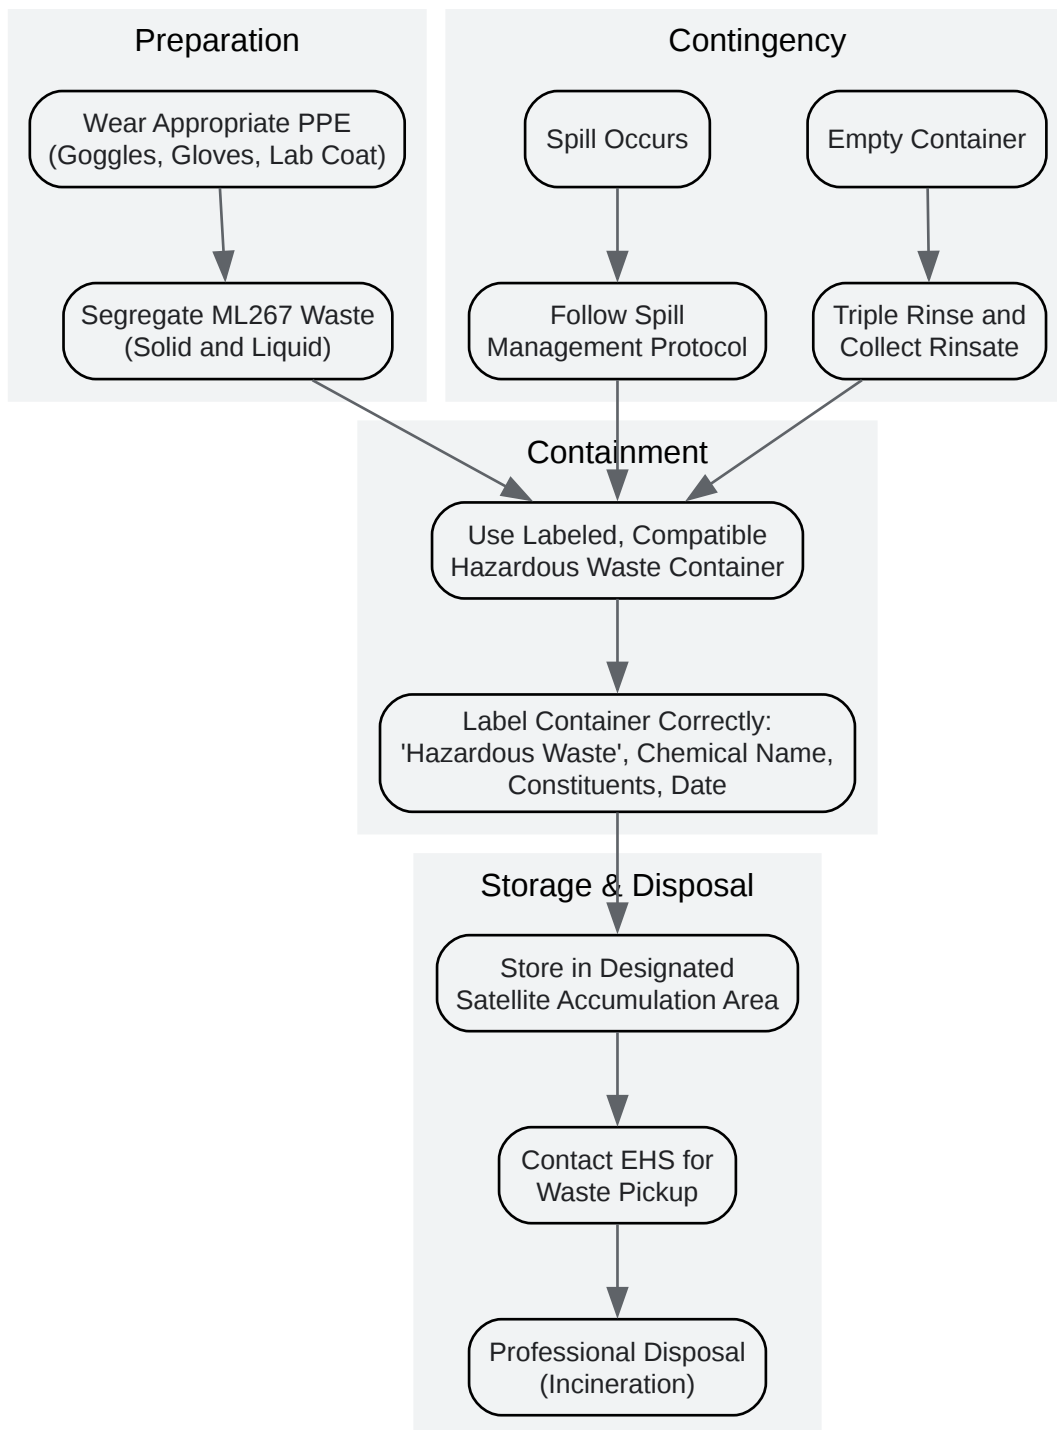 Preparation
Wear Appropriate PPE
(Goggles, Gloves, Lab Coat)
Segregate ML267 Waste
(Solid and Liquid)
Contingency
Spill Occurs
Empty Container
Follow Spill
Management Protocol
Triple Rinse and
Collect Rinsate
Containment
Use Labeled, Compatible
Hazardous Waste Container
Label Container Correctly:
'Hazardous Waste', Chemical Name,
Constituents, Date
Storage & Disposal
Store in Designated
Satellite Accumulation Area
Contact EHS for
Waste Pickup
Professional Disposal
(Incineration)